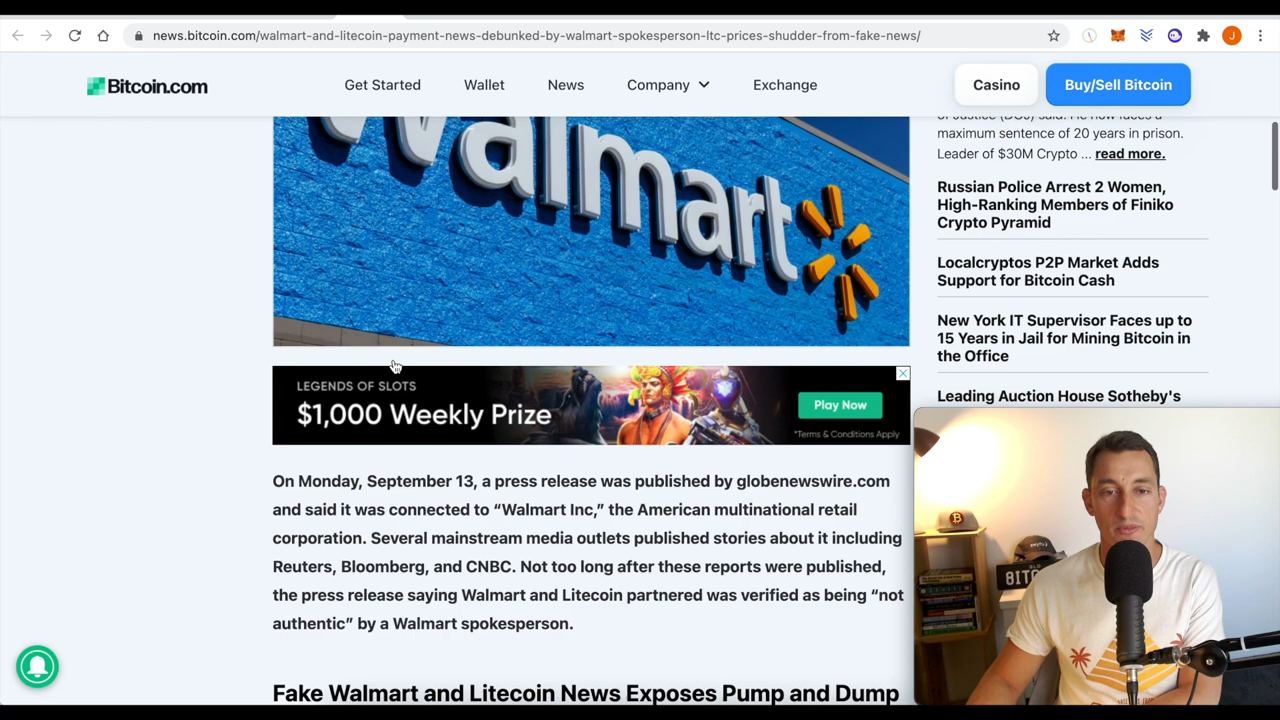 news.bitcoin.com/walmart-and-litecoin-payment-news-debunked-by-walmart-spokesperson-ltc-prices-shudder-from-fake-news/
J
Bitcoin.com
Get Started
Wallet
News
Company
Exchange
Casino
Buy/Sell Bitcoin
Walmart
of Justice (DOJ) said. He now faces a
maximum sentence of 20 years in prison.
Leader of $30M Crypto ... read more.
Russian Police Arrest 2 Women,
High-Ranking Members of Finiko
Crypto Pyramid
Localcryptos P2P Market Adds
Support for Bitcoin Cash
New York IT Supervisor Faces up to
15 Years in Jail for Mining Bitcoin in
the Office
Leading Auction House Sotheby's
LEGENDS OF SLOTS
$1,000 Weekly Prize
Play Now
*Terms & Conditions Apply
On Monday, September 13, a press release was published by globenewswire.com
and said it was connected to “Walmart Inc,” the American multinational retail
corporation. Several mainstream media outlets published stories about it including
Reuters, Bloomberg, and CNBC. Not too long after these reports were published,
the press release saying Walmart and Litecoin partnered was verified as being “not
authentic” by a Walmart spokesperson.
Fake Walmart and Litecoin News Exposes Pump and Dump